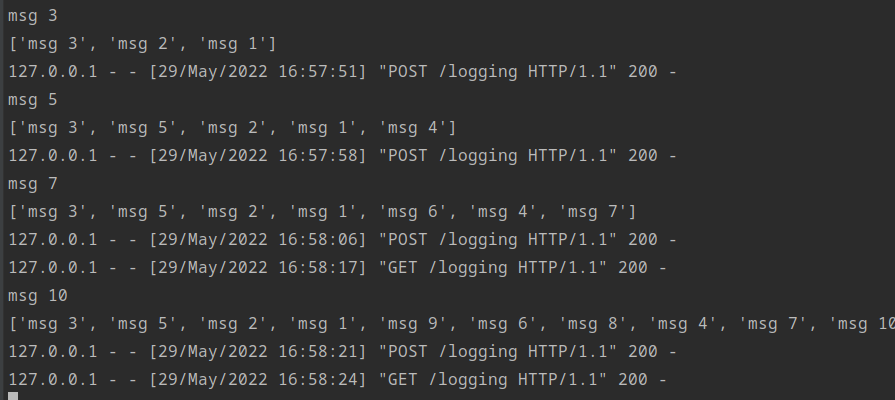 msg 3
['msg 3', 'msg 2', 'msg 1']
127.0.0.1 - - [29/May/2022 16:57:51] "POST /logging HTTP/1.1" 200 -
msg 5
['msg 3', 'msg 5', 'msg 2', 'msg 1', 'msg 4']
127.0.0.1 - - [29/May/2022 16:57:58] "POST /logging HTTP/1.1" 200 -
msg 7
['msg 3', 'msg 5', 'msg 2', 'msg 1', 'msg 6', 'msg 4', 'msg 7']
127.0.0.1 - - [29/May/2022 16:58:06] "POST /logging HTTP/1.1" 200 -
127.0.0.1 - - [29/May/2022 16:58:17] "GET /logging HTTP/1.1" 200 -
msg 10
['msg 3', 'msg 5', 'msg 2', 'msg 1', 'msg 9', 'msg 6', 'msg 8', 'msg 4', 'msg 7', 'msg 10
127.0.0.1 - - [29/May/2022 16:58:21] "POST /logging HTTP/1.1" 200 -
127.0.0.1 - - [29/May/2022 16:58:24] "GET /logging HTTP/1.1" 200 -